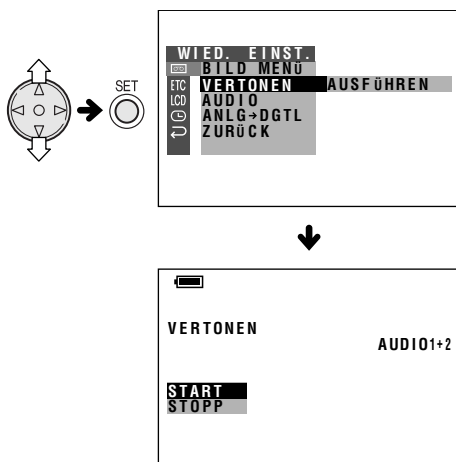 SET
WIED. EINST.
BILD MENÜ
ETC VERTONEN AUSFÜHREN
LCD AUDIO
ANLG→DGTL
ZURÜCK
VERTONEN
AUDIO1+2
START
STOPP